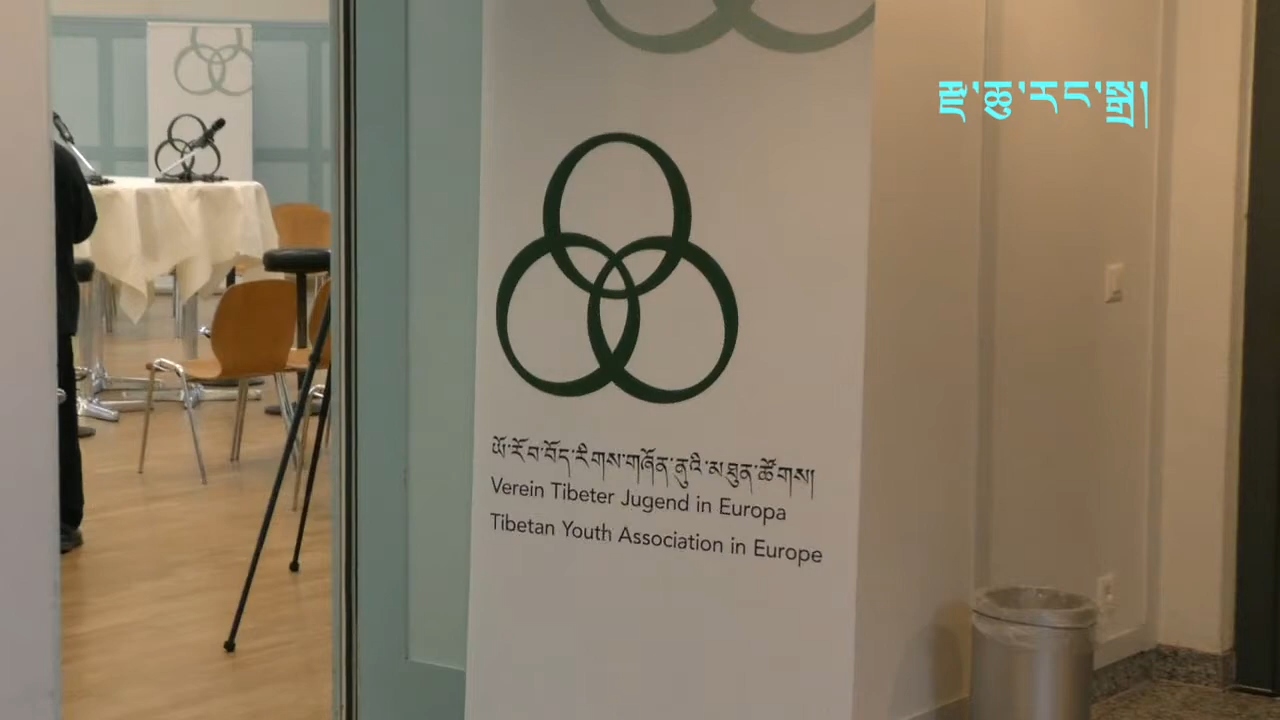 རྫ་ཆུ་རང་སྒྲ།
ཡོ་རོབ་བོད་རིགས་གཞོན་ནུའི་མཐུན་ཚོགས།
Verein Tibeter Jugend in Europa
Tibetan Youth Association in Europe